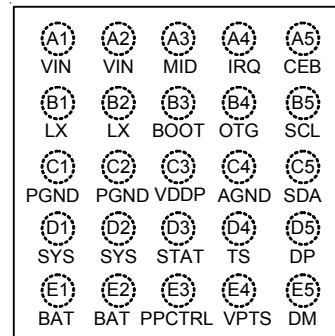 A1 A2 A3 A4 A5
VIN VIN MID IRQ CEB
B1 B2 B3 B4 B5
LX LX BOOT OTG SCL
C1 C2 C3 C4 C5
PGND PGND VDDP AGND SDA
D1 D2 D3 D4 D5
SYS SYS STAT TS DP
E1 E2 E3 E4 E5
BAT BAT PPCTRL VPTS DM